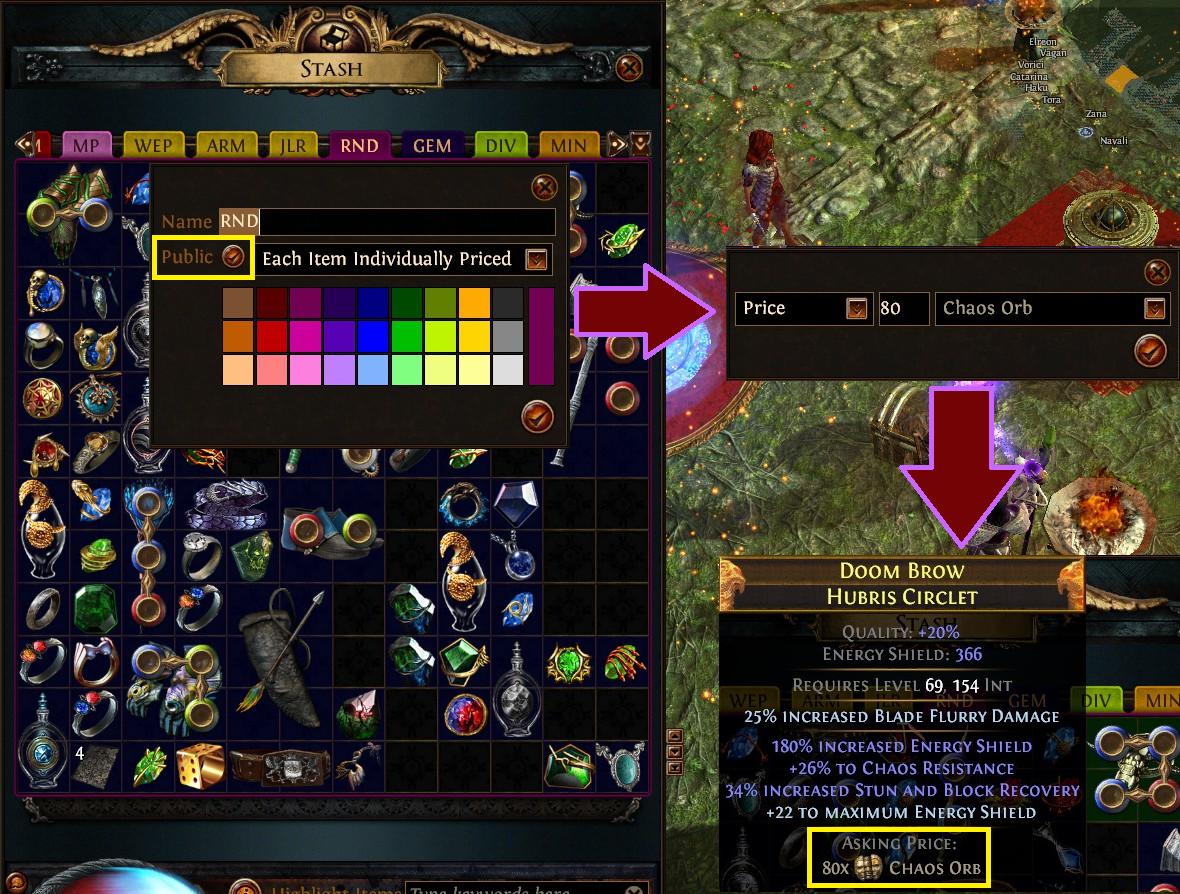 STASH
MP WEP ARM JLR RND GEM DIV MIN
Name RND
Public Each Item Individually Priced
4
Highlight Items Type keywords here
Elreon
Vagan
Vorici
Catarina
Haku
Tora
Zana
Navali
Price 80 Chaos Orb
DOOM BROW
HUBRIS CIRCLET
STASH
QUALITY: +20%
ENERGY SHIELD: 366
REQUIRES LEVEL 69, 154 INT
WEP ARM JLR RND GEM DIV MIN
25% INCREASED BLADE FLURRY DAMAGE
180% INCREASED ENERGY SHIELD
+26% TO CHAOS RESISTANCE
34% INCREASED STUN AND BLOCK RECOVERY
+22 TO MAXIMUM ENERGY SHIELD
ASKING PRICE:
80X CHAOS ORB